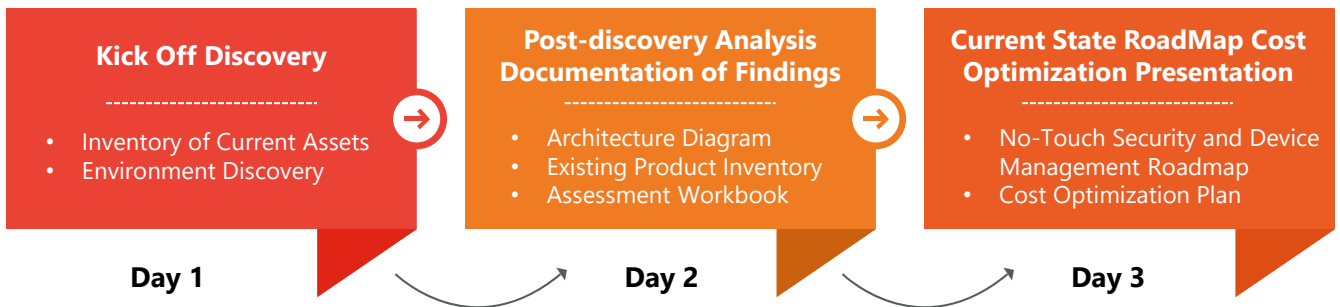 Kick Off Discovery
• Inventory of Current Assets
• Environment Discovery
Day 1
Post-discovery Analysis
Documentation of Findings
• Architecture Diagram
• Existing Product Inventory
• Assessment Workbook
Day 2
Current State RoadMap Cost
Optimization Presentation
• No-Touch Security and Device
Management Roadmap
• Cost Optimization Plan
Day 3